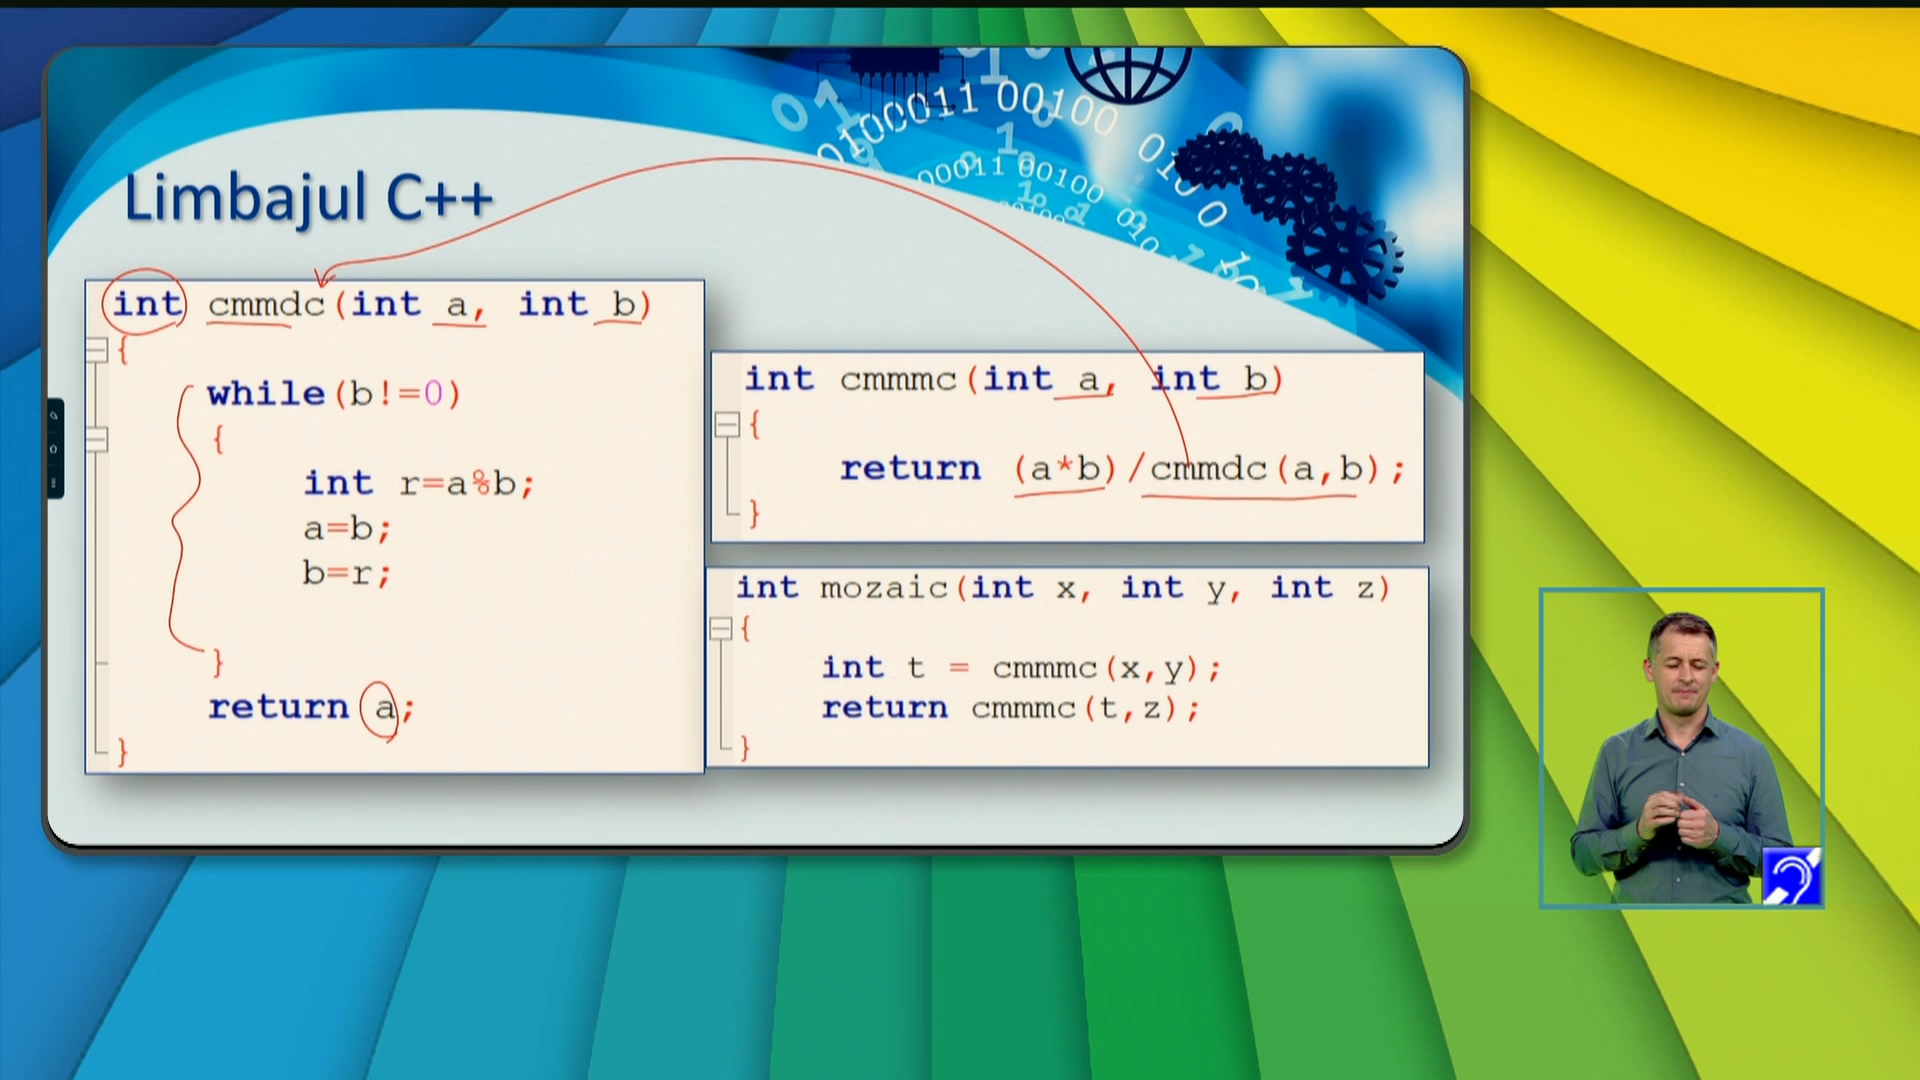 Limbajul C++
int cmmdc(int a, int b)
{
while(b!=0)
{
int r=a%b;
a=b;
b=r;
}
return a;
}
int cmmmc(int a, int b)
{
return (a*b)/cmmdc(a,b);
}
int mozaic(int x, int y, int z)
{
int t = cmmmc(x,y);
return cmmmc(t,z);
}